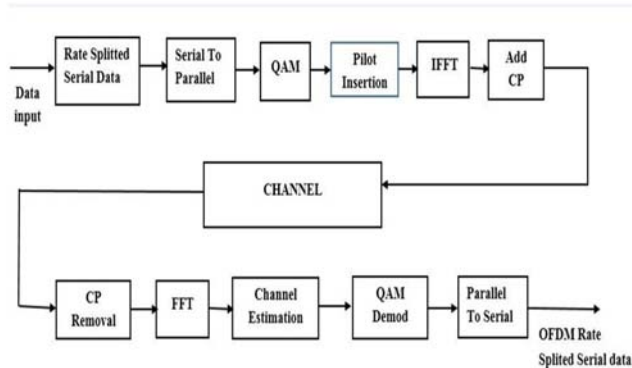 Rate Splitted
Serial Data
Serial To
Parallel
QAM
Pilot
Insertion
IFFT
Add
CP
Data
input
CHANNEL
CP
Removal
FFT
Channel
Estimation
QAM
Demod
Parallel
To Serial
OFDM Rate
Splited Serial data